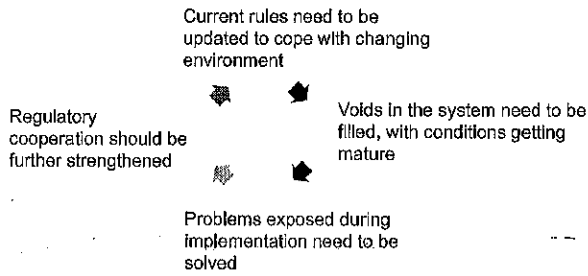 Current rules need to be
updated to cope with changing
environment
Regulatory
cooperation should be
further strengthened
Voids in the system need to be
filled, with conditions getting
mature
Problems exposed during
implementation need to be
solved